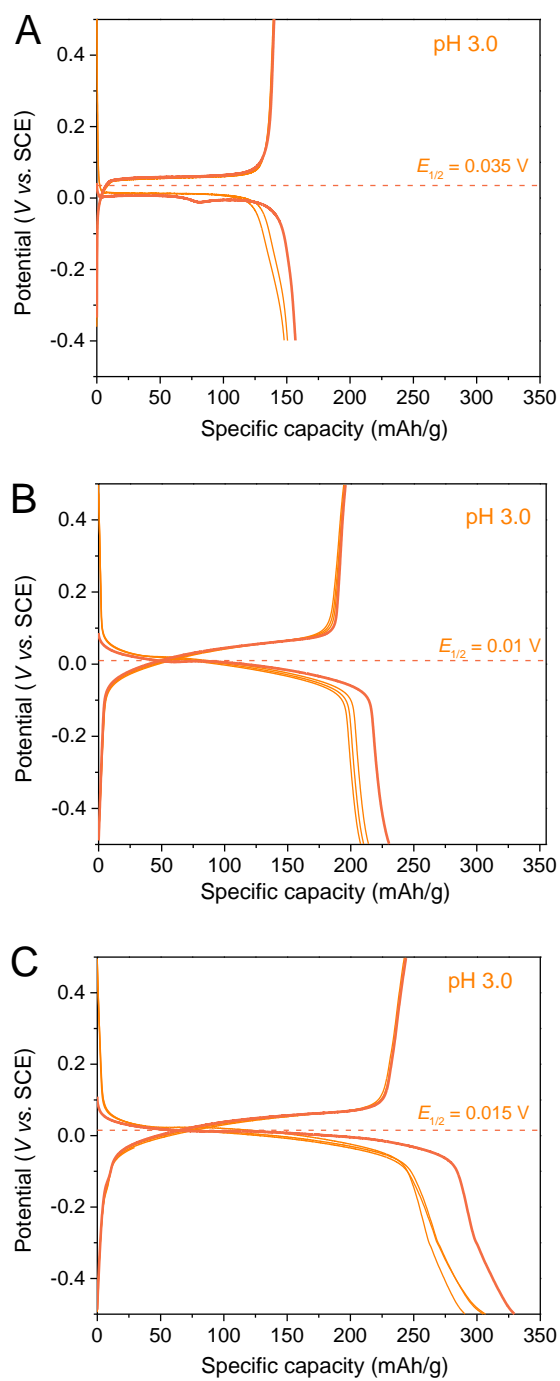 A
pH 3.0
0.4
0.2
0.0
-0.2
-0.4
E1/2 = 0.035 V
Potential (V vs. SCE)
0 50 100 150 200 250 300 350
Specific capacity (mAh/g)
B
pH 3.0
0.4
0.2
0.0
-0.2
-0.4
E1/2 = 0.01 V
Potential (V vs. SCE)
0 50 100 150 200 250 300 350
Specific capacity (mAh/g)
C
pH 3.0
0.4
0.2
0.0
-0.2
-0.4
E1/2 = 0.015 V
Potential (V vs. SCE)
0 50 100 150 200 250 300 350
Specific capacity (mAh/g)